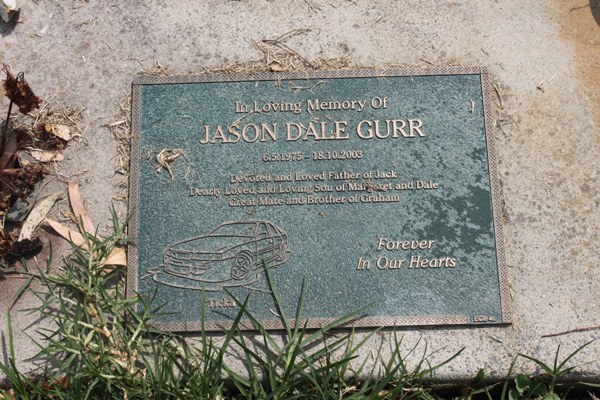 In Loving Memory Of
JASON DALE GURR
6.5.1975 - 18.10.2003
Devoted and Loved Father of Jack
Dearly Loved and Loving Son of Margaret and Dale
Great Mate and Brother of Graham
Forever
In Our Hearts